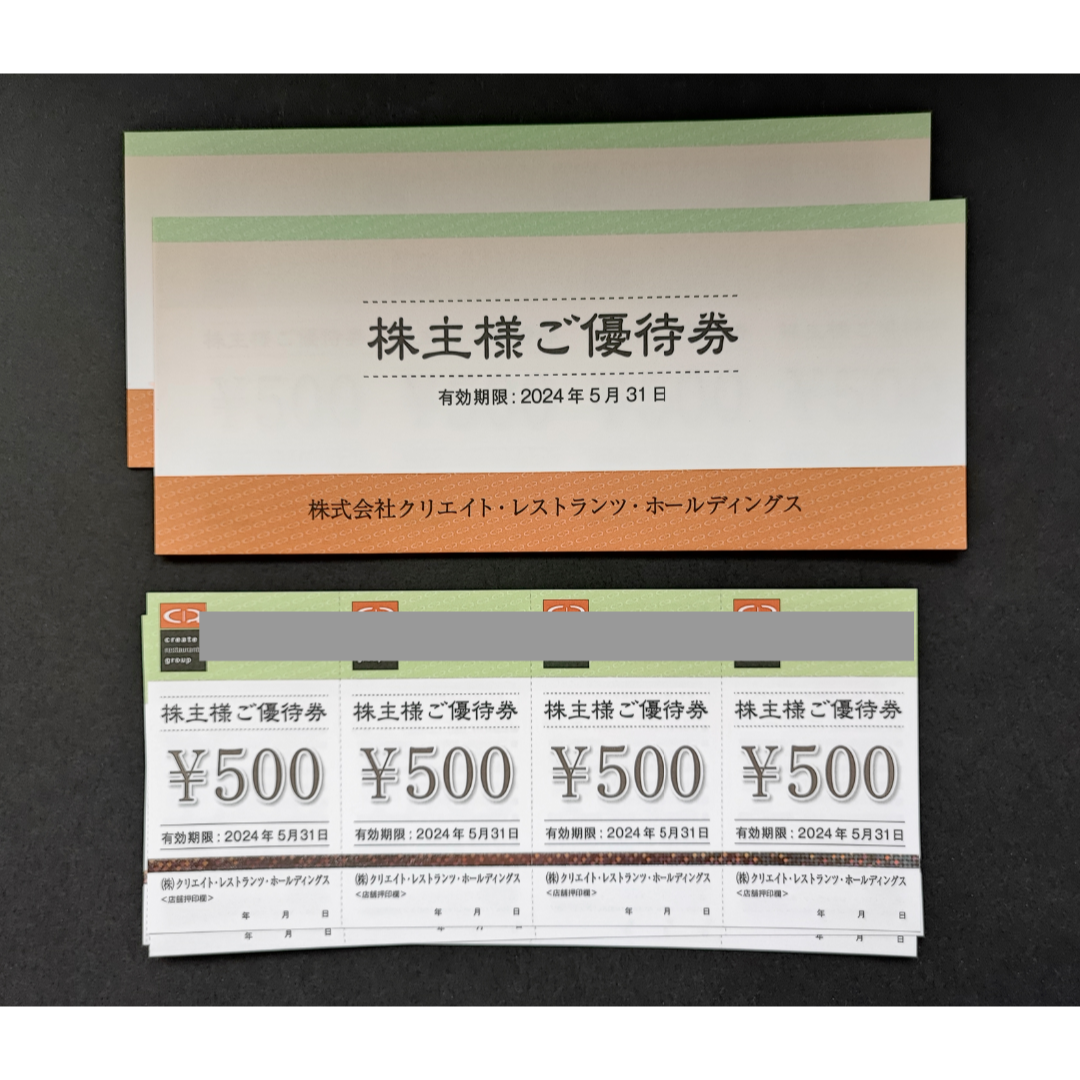 株主様ご優待券
有効期限:2024年5月31日
株式会社クリエイト・レストランツ・ホールディングス
create
restaurants
group
株主様ご優待券
¥500
有効期限:2024年5月31日
㈱クリエイト・レストランツ・ホールディングス
<店舗押印欄>
年 月 日
株主様ご優待券
¥500
有効期限:2024年5月31日
㈱クリエイト・レストランツ・ホールディングス
<店舗押印欄>
年 月 日
株主様ご優待券
¥500
有効期限:2024年5月31日
㈱クリエイト・レストランツ・ホールディングス
<店舗押印欄>
年 月 日
株主様ご優待券
¥500
有効期限:2024年5月31日
㈱クリエイト・レストランツ・ホールディングス
<店舗押印欄>
年 月 日
年 月 日